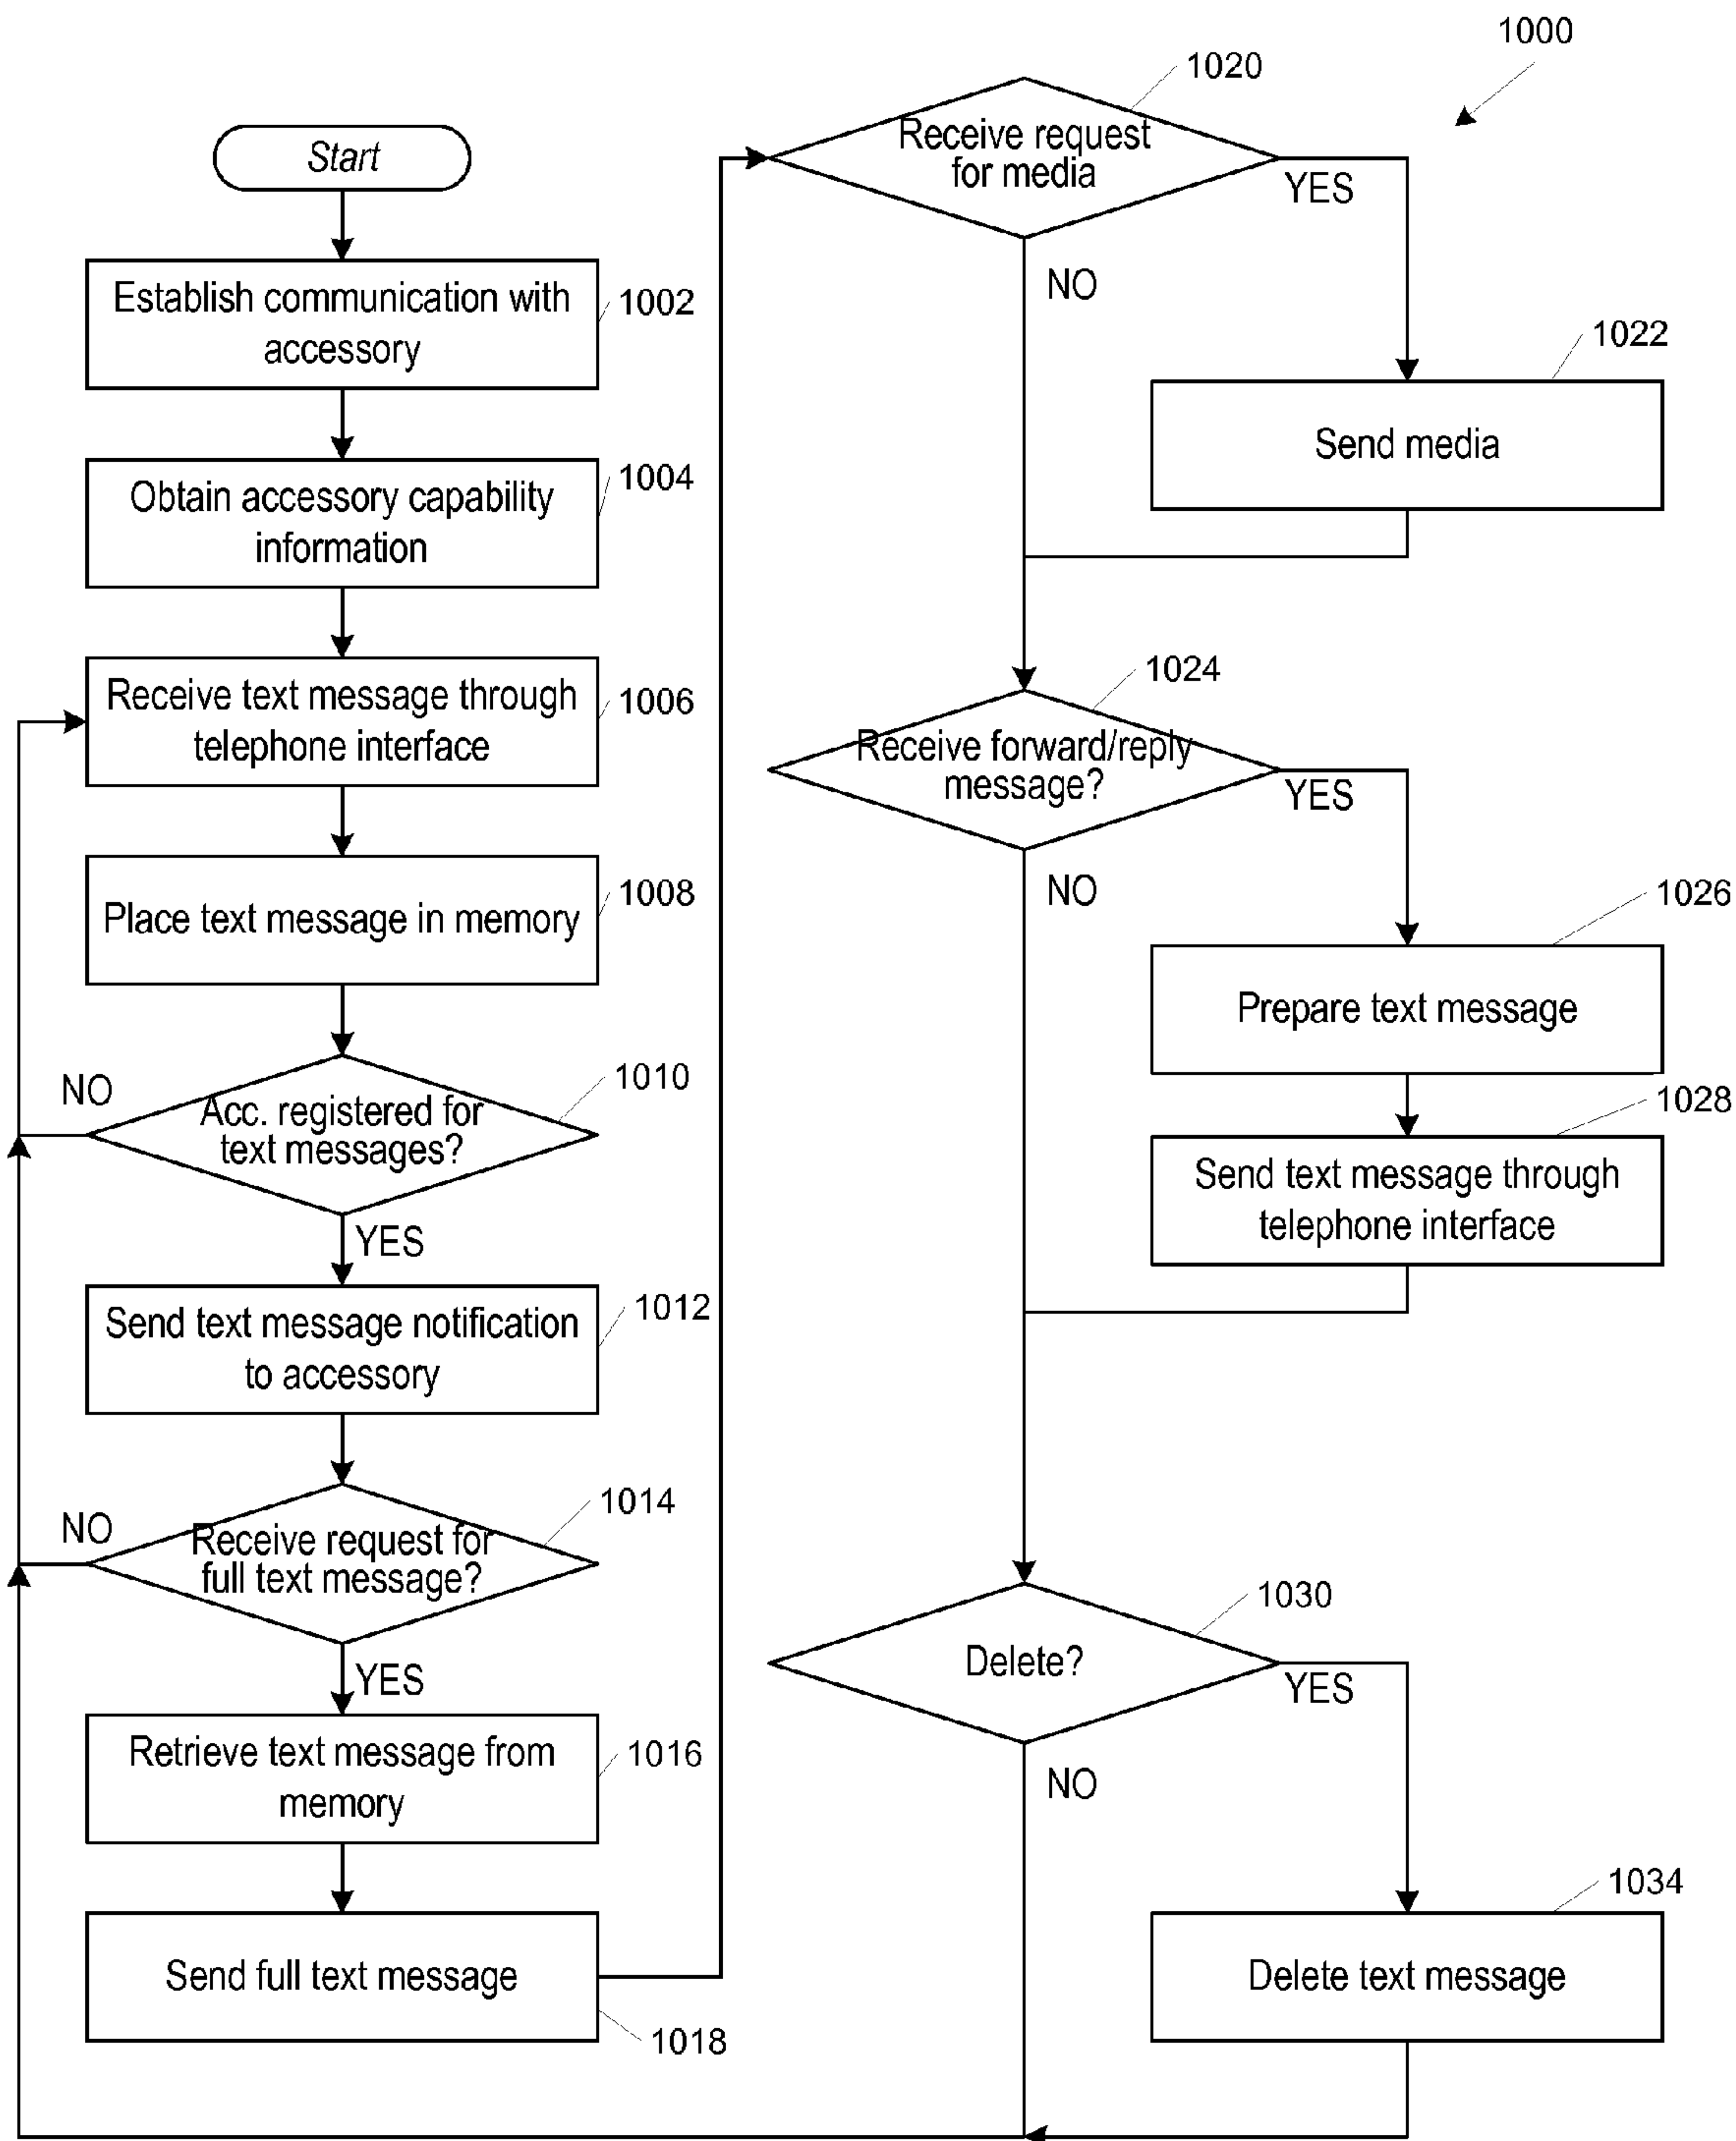 1000
Start
Establish communication with
accessory
1002
Obtain accessory capability
information
1004
Receive text message through
telephone interface
1006
Place text message in memory
1008
Acc. registered for
text messages?
1010
NO
YES
Send text message notification
to accessory
1012
Receive request for
full text message?
1014
NO
YES
Retrieve text message from
memory
1016
Send full text message
1018
Receive request
for media
1020
YES
NO
Send media
1022
Receive forward/reply
message?
1024
YES
NO
Prepare text message
1026
Send text message through
telephone interface
1028
Delete?
1030
YES
NO
Delete text message
1034